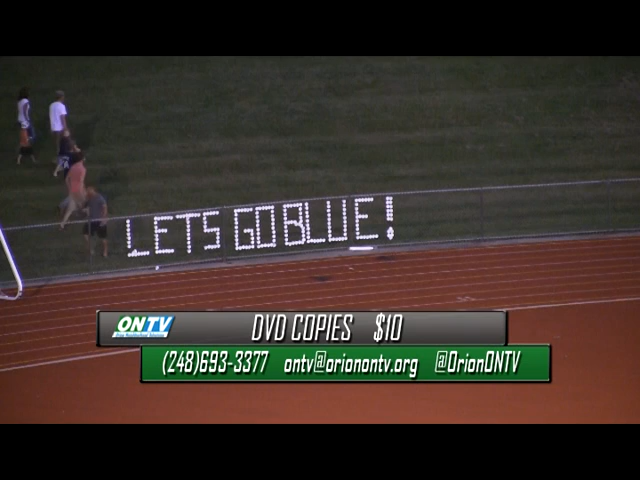 LETS GO BLUE!
ONTV
DVD COPIES $10
(248)693-3377 ontv@orionontv.org @OrionONTV